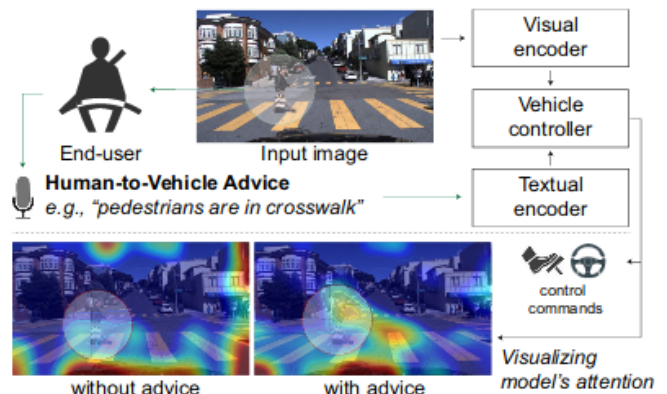 Visual
encoder
Vehicle
controller
Textual
encoder
End-user
Input image
Human-to-Vehicle Advice
e.g., “pedestrians are in crosswalk”
control
commands
without advice
with advice
Visualizing
model’s attention